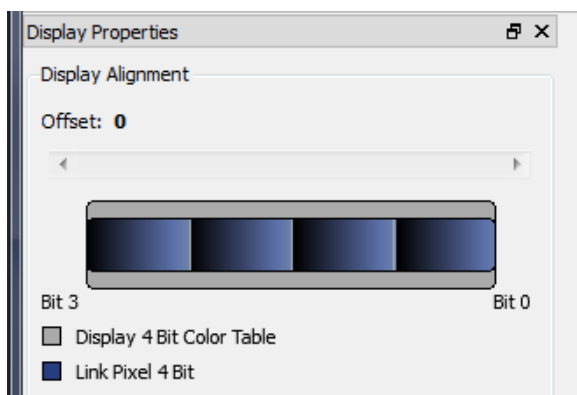 Display Properties
Display Alignment
Offset: 0
Bit 3
Bit 0
Display 4 Bit Color Table
Link Pixel 4 Bit